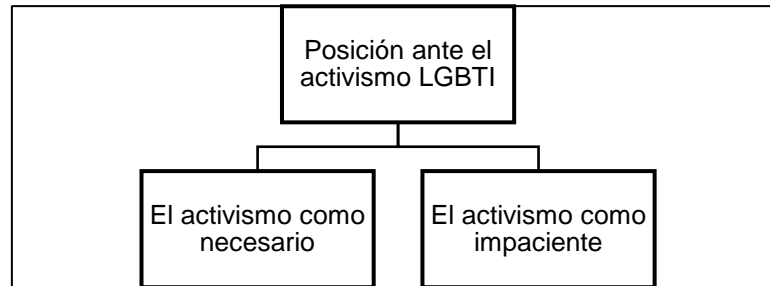 Posición ante el
activismo LGBTI
El activismo como
necesario
El activismo como
impaciente